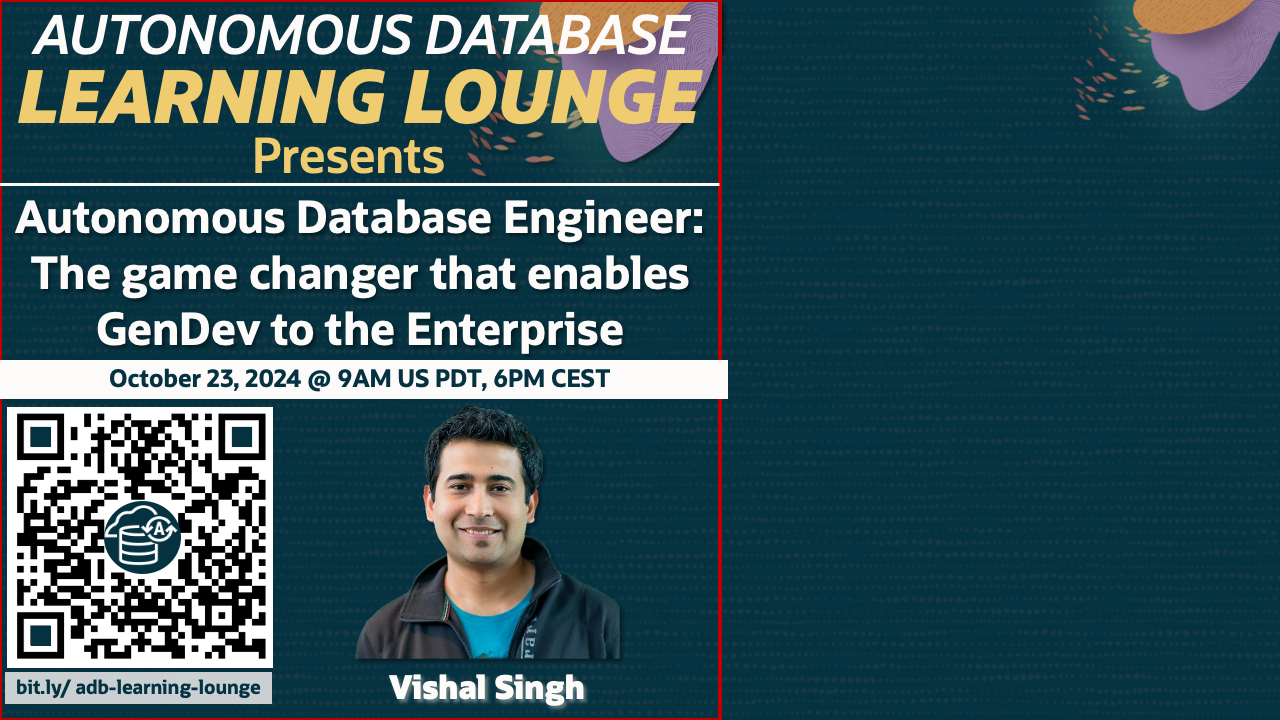 AUTONOMOUS DATABASE
LEARNING LOUNGE
Presents
Autonomous Database Engineer:
The game changer that enables
GenDev to the Enterprise
October 23, 2024 @ 9AM US PDT, 6PM CEST
A
bit.ly/ adb-learning-lounge
Vishal Singh